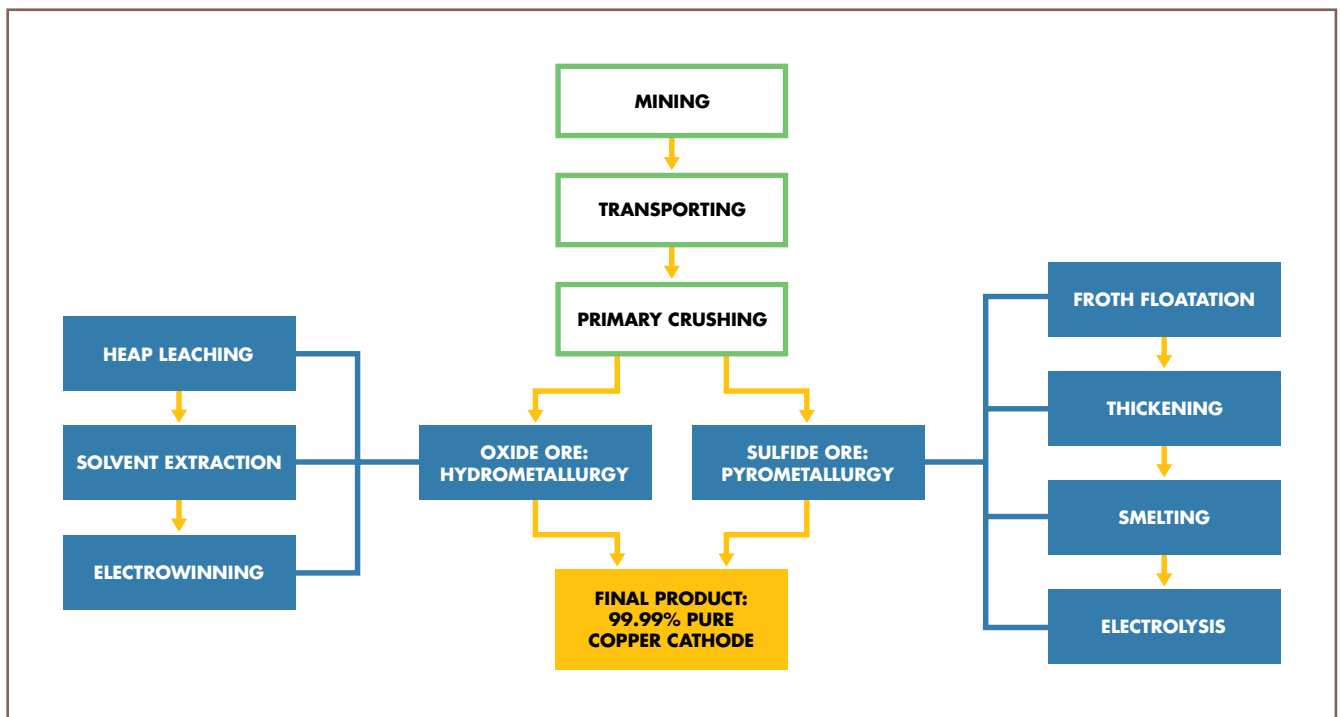 MINING
TRANSPORTING
PRIMARY CRUSHING
HEAP LEACHING
SOLVENT EXTRACTION
ELECTROWINNING
OXIDE ORE:
HYDROMETALLURGY
SULFIDE ORE:
PYROMETALLURGY
FROTH FLOATATION
THICKENING
SMELTING
ELECTROLYSIS
FINAL PRODUCT:
99.99% PURE
COPPER CATHODE